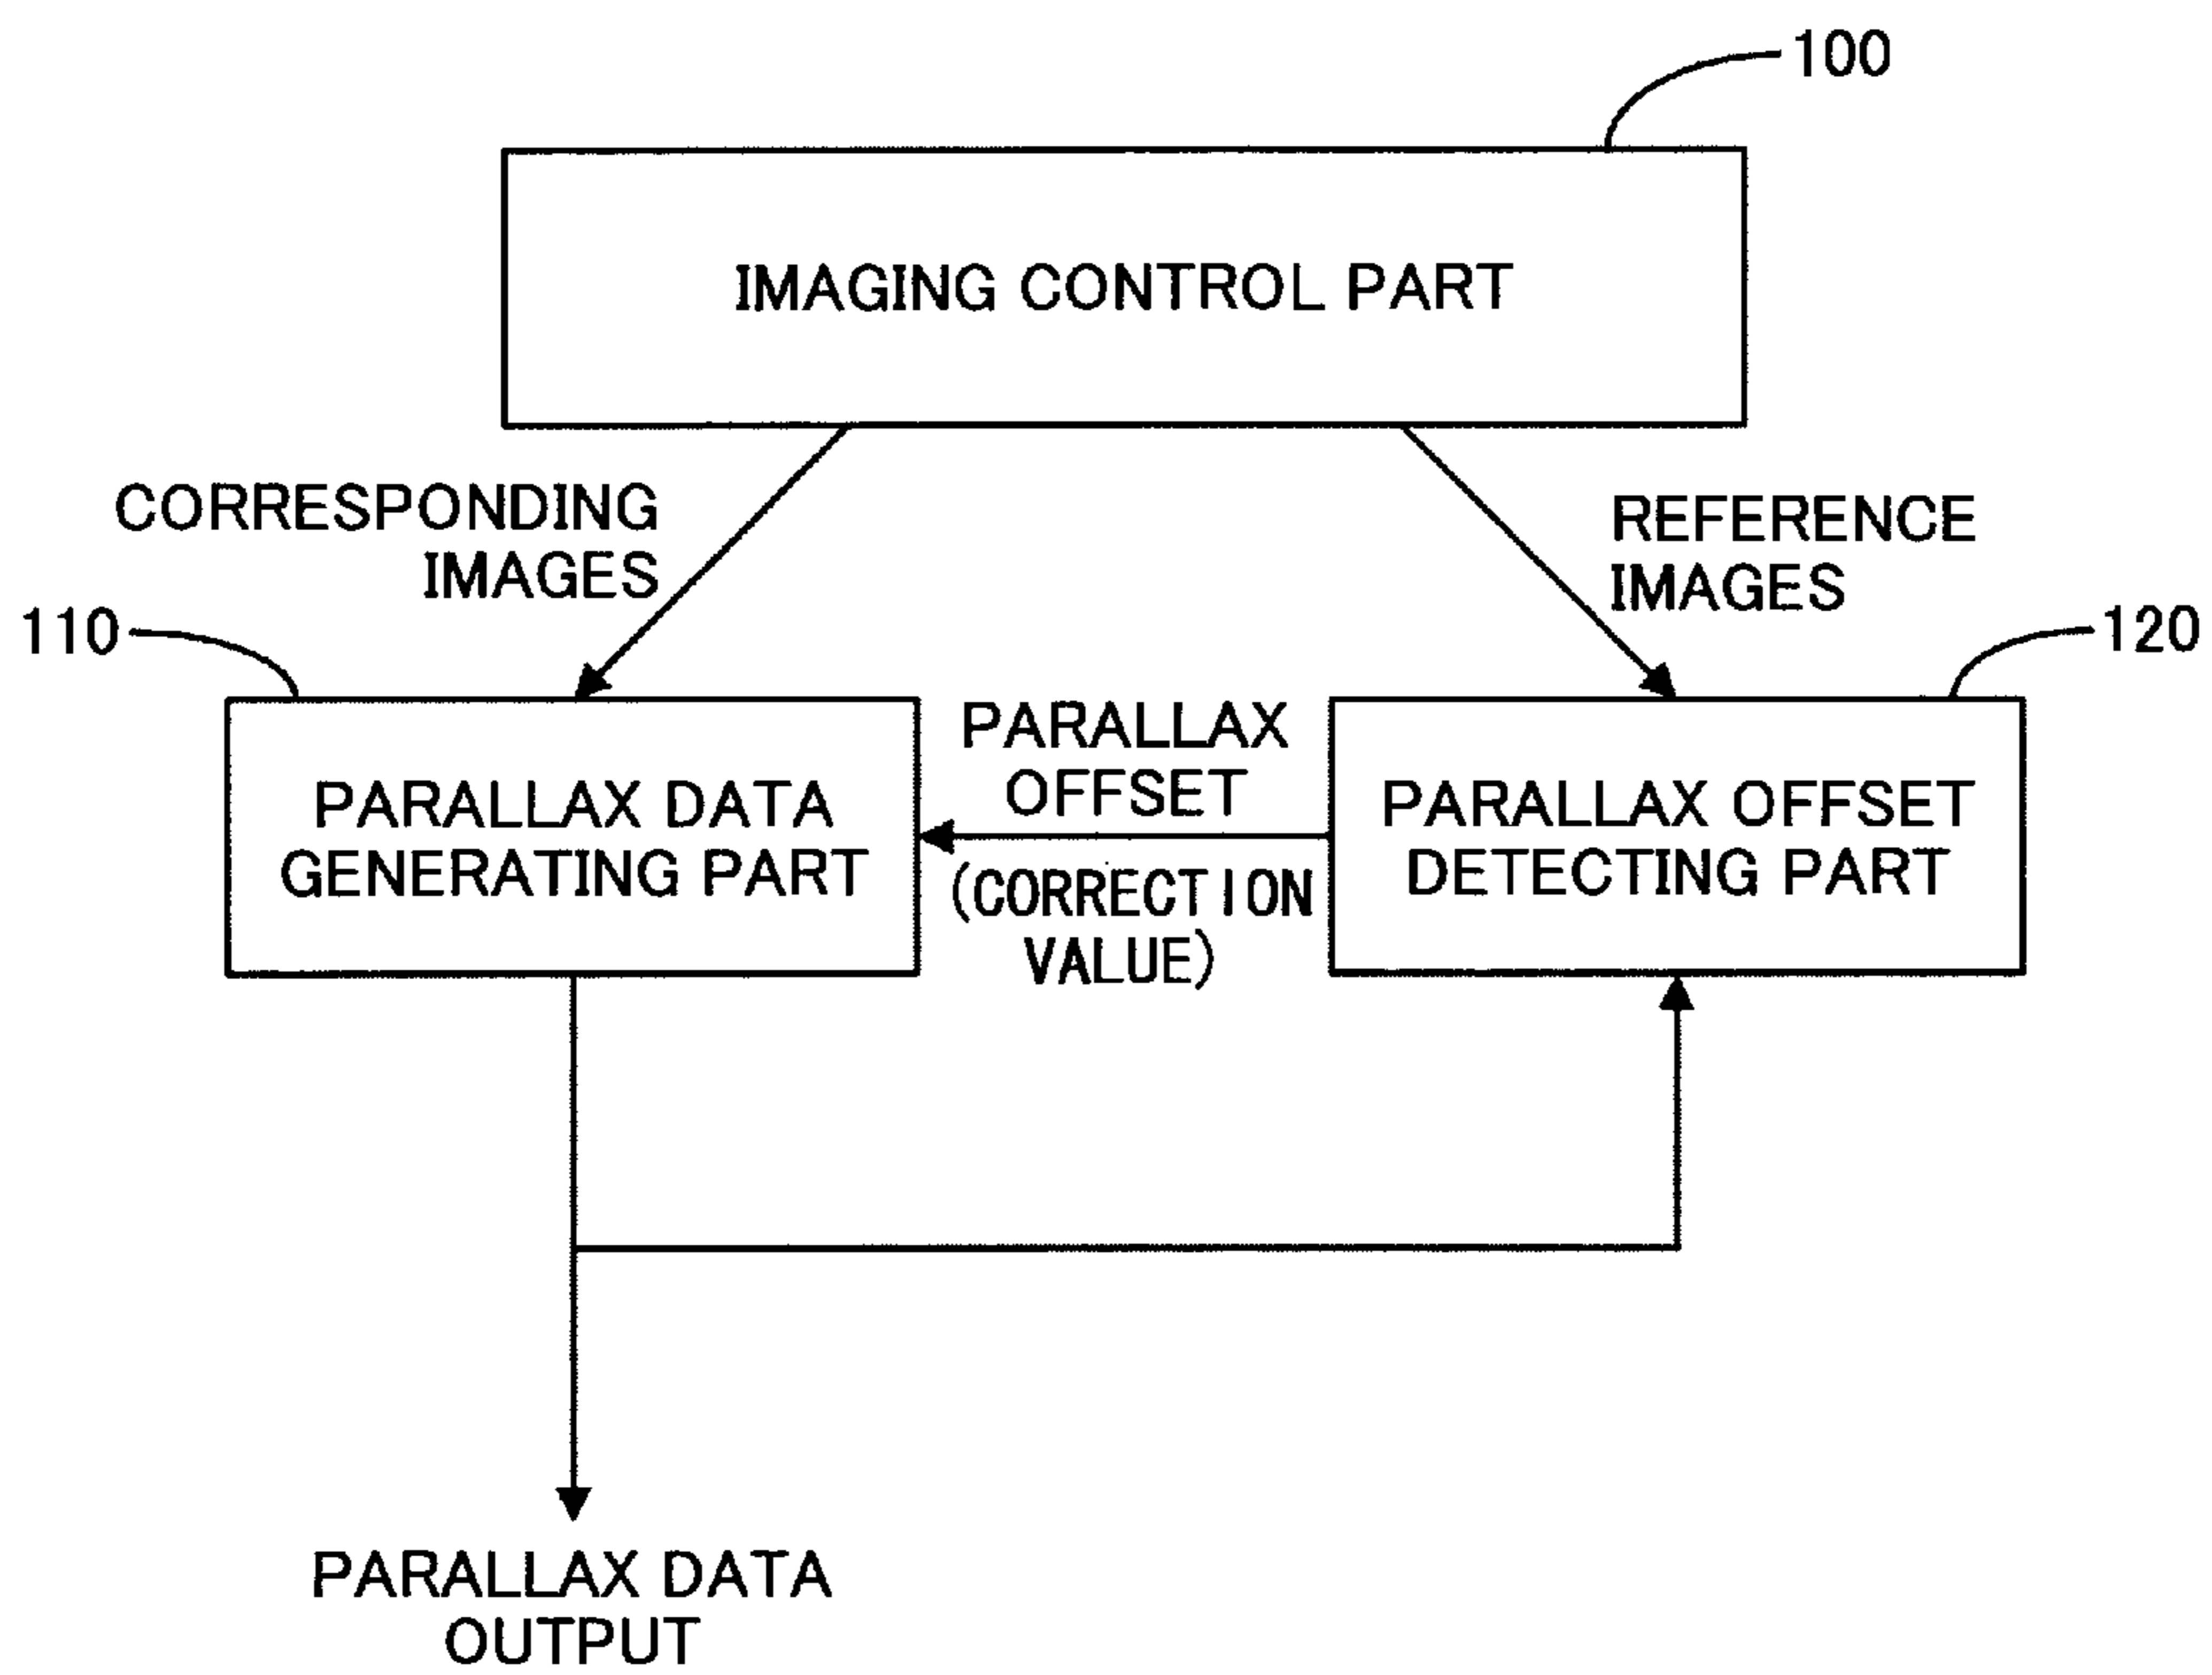 100
IMAGING CONTROL PART
CORRESPONDING
IMAGES
REFERENCE
IMAGES
110
120
PARALLAX DATA
GENERATING PART
PARALLAX
OFFSET
(CORRECTION
VALUE)
PARALLAX OFFSET
DETECTING PART
PARALLAX DATA
OUTPUT